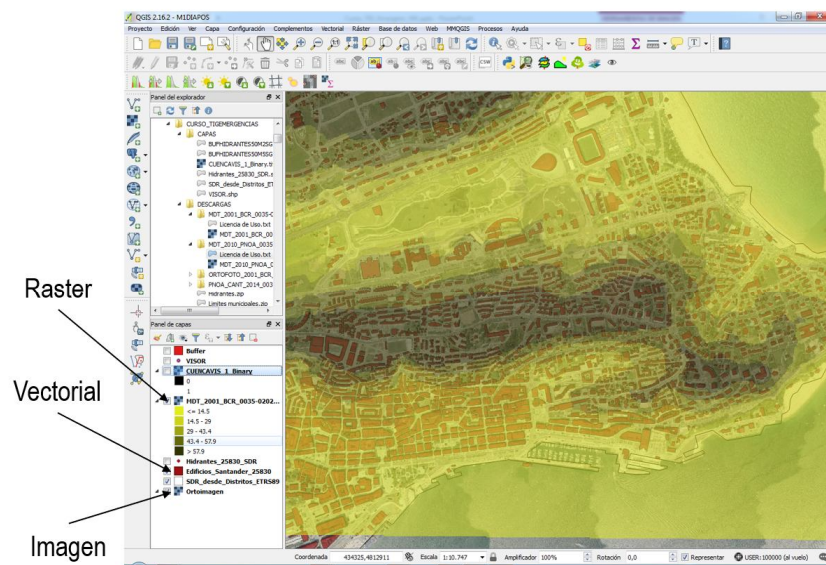 QGIS 2.16.2 - M1DIAPOS
Proyecto Edición Ver Capa Configuración Complementos Vectorial Ráster Base de datos Web MMQGIS Procesos Ayuda
abc
CSW
Panel del explorador
CURSO_TIGEMERGENCIAS
CAPAS
BUFHIDRANTES50M2SG
BUFHIDRANTES50M5SG
CUENCAVIS_1_Binary.ti
Hidrantes_25830_SDR.s
SDR_desde_Distritos_ET
VISOR.shp
DESCARGAS
MDT_2001_BCR_0035-0
Licencia de Uso.txt
MDT_2001_BCR_00
MDT_2010_PNOA_0035
Licencia de Uso.txt
MDT_2010_PNOA_0
ORTOFOTO_2001_BCR_
PNOA_CANT_2014_003
Hidrantes.zip
Limites municipales.zip
Raster
Vectorial
Imagen
Panel de capas
Buffer
VISOR
CUENCAVIS_1_Binary
0
1
MDT_2001_BCR_0035-0202...
<= 14.5
14.5 - 29
29 - 43.4
43.4 - 57.9
> 57.9
Hidrantes_25830_SDR
Edificios_Santander_25830
SDR_desde_Distritos_ETRS89
Ortoimagen
Coordenada 434325,4812911 Escala 1:10.747 Amplificador 100% Rotación 0,0 Representar USER:100000 (al vuelo)